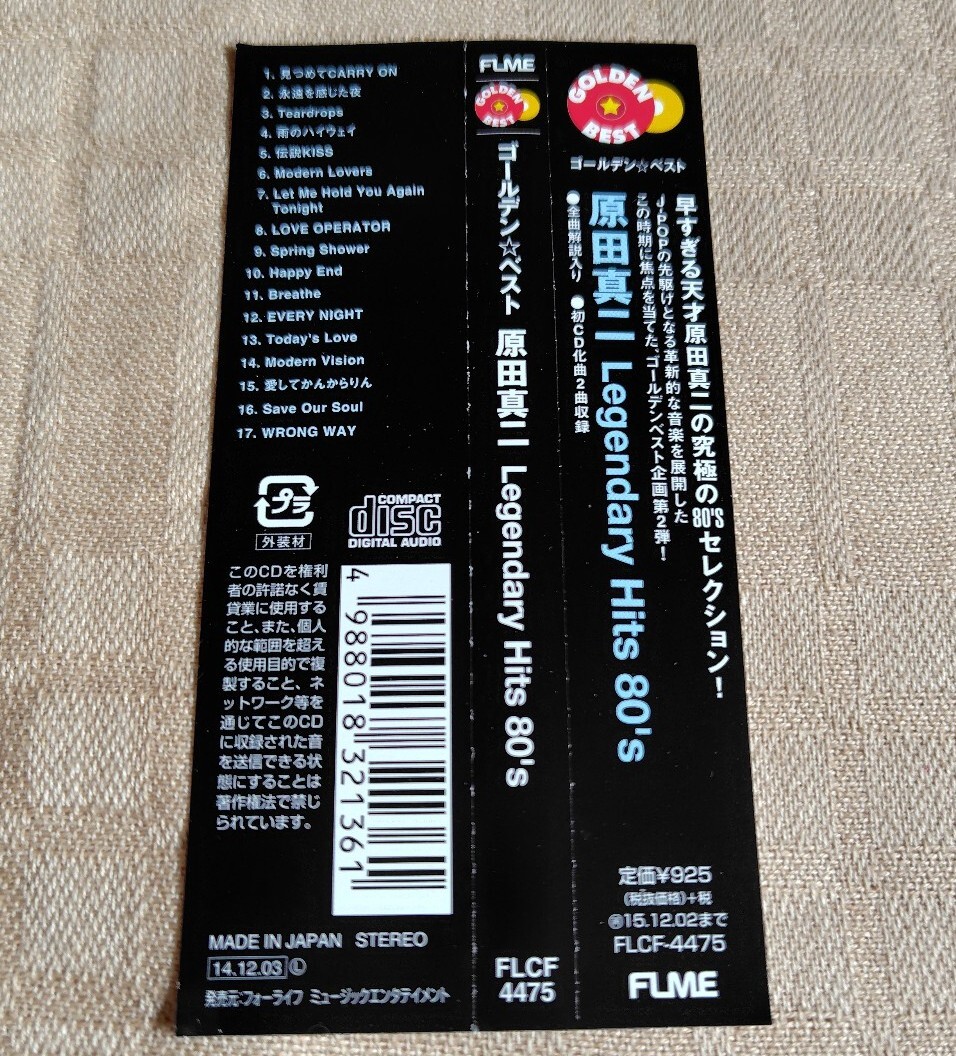 1. 見つめてCARRY ON
2. 永遠を感じた夜
3. Teardrops
4. 雨のハイウェイ
5. 伝説KISS
6. Modern Lovers
7. Let Me Hold You Again
Tonight
8. LOVE OPERATOR
9. Spring Shower
10. Happy End
11. Breathe
12. EVERY NIGHT
13. Today's Love
14. Modern Vision
15. 愛してかんからりん
16. Save Our Soul
17. WRONG WAY
プラ
外装材
COMPACT
disc
DIGITAL AUDIO
このCDを権利
者の許諾なく賃
貸業に使用する
こと、また、個人
的な範囲を超え
る使用目的で複
製すること、ネ
ットワーク等を
通じてこのCD
に収録された音
を送信できる状
態にすることは
著作権法で禁じ
られています。
4 988018 321361
MADE IN JAPAN STEREO
14.12.03 Ⓛ
発売元:フォーライフ ミュージックエンタテイメント
FLME
GOLDEN
BEST
ゴールデン☆ベスト 原田真二 Legendary Hits 80's
FLCF
4475
GOLDEN
BEST
ゴールデン☆ベスト
早すぎる天才原田真二の究極の80'Sセレクション!
J-POPの先駆けとなる革新的な音楽を展開した
この時期に焦点を当てた、ゴールデンベスト企画第2弾!
原田真二 Legendary Hits 80's
●全曲解説入り ●初CD化曲2曲収録
定価¥925
(税抜価格)+税
15.12.02まで
FLCF-4475
FLME